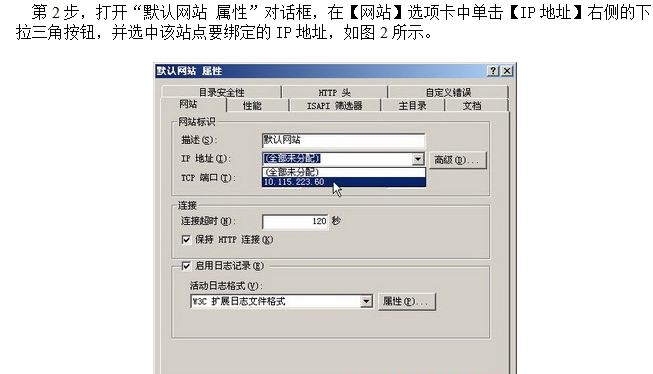 第 2 步，打开“默认网站 属性”对话框，在【网站】选项卡中单击【IP 地址】右侧的下
拉三角按钮，并选中该站点要绑定的 IP 地址，如图 2 所示。
默认网站 属性
目录安全性 HTTP 头 自定义错误
网站 性能 ISAPI 筛选器 主目录 文档
网站标识
描述(S): 默认网站
IP 地址(I): (全部未分配) 高级(D)...
(全部未分配)
TCP 端口(T): 10.115.223.60
连接
连接超时(N): 120 秒
保持 HTTP 连接(K)
启用日志记录(E)
活动日志格式(V):
W3C 扩展日志文件格式 属性(P)...